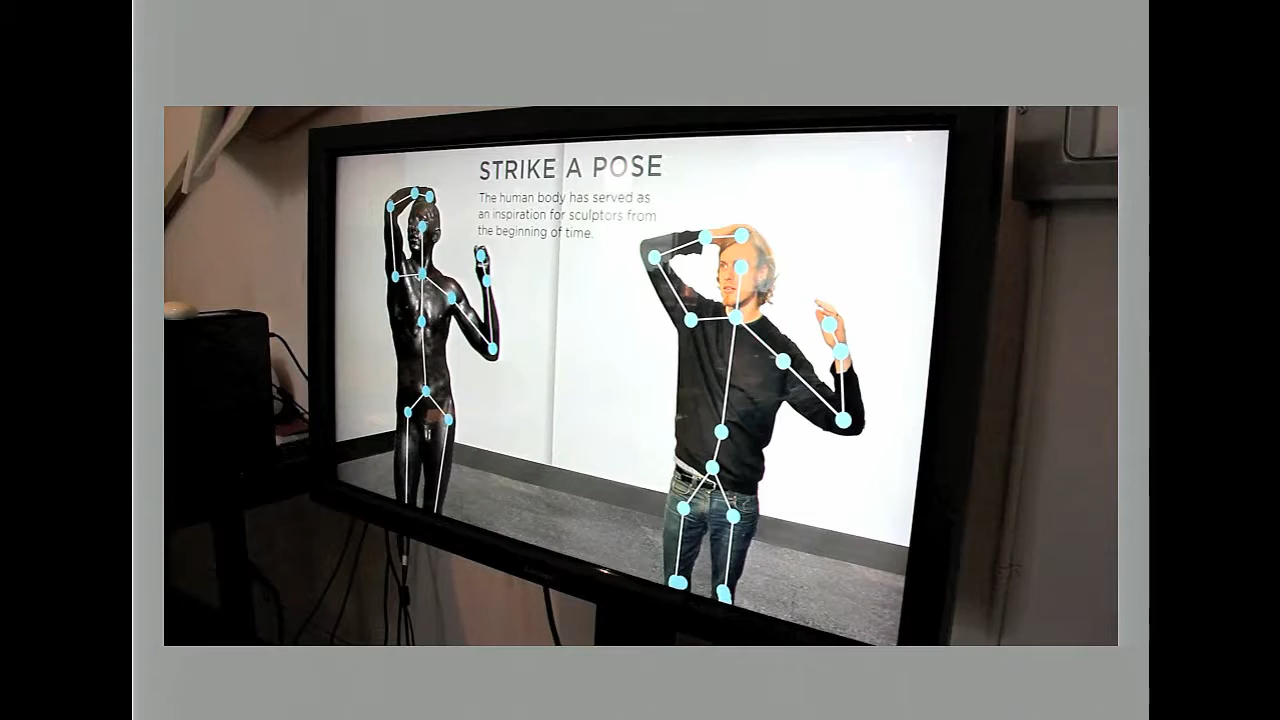 STRIKE A POSE
The human body has served as
an inspiration for sculptors from
the beginning of time.